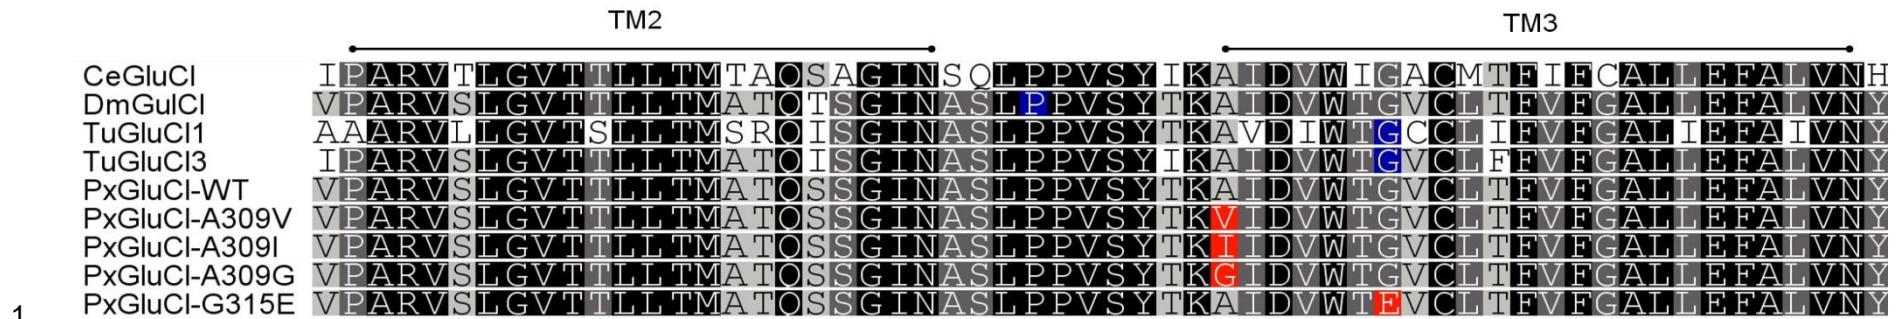 TM2 TM3
CeGluCl IPARVTLGVTTLLTMTAQSAGINSQLPPVSYIKAIDVWIGACMTFIFCALLEFALVNH
DmGulCl VPARVSLGVTTLLTMATQTSGINASLPPVSYTKAIDVWTGVCLTFVFGALLEFALVNY
TuGluCl1 AAARVLLGVTSLLTMSRQISGINASLPPVSYTKAVDIWTGCCLIFVFGALIEFAIVNY
TuGluCl3 IPARVSLGVTTLLTMATQISGINASLPPVSYIKAIDVWTGVCLFFVFGALLEFALVNY
PxGluCl-WT VPARVSLGVTTLLTMATQSSGINASLPPVSYTKAIDVWTGVCLTFVFGALLEFALVNY
PxGluCl-A309V VPARVSLGVTTLLTMATQSSGINASLPPVSYTKVIDVWTGVCLTFVFGALLEFALVNY
PxGluCl-A309I VPARVSLGVTTLLTMATQSSGINASLPPVSYTKIIDVWTGVCLTFVFGALLEFALVNY
PxGluCl-A309G VPARVSLGVTTLLTMATQSSGINASLPPVSYTKGIDVWTGVCLTFVFGALLEFALVNY
1 PxGluCl-G315E VPARVSLGVTTLLTMATQSSGINASLPPVSYTKAIDVWTEVCLTFVFGALLEFALVNY